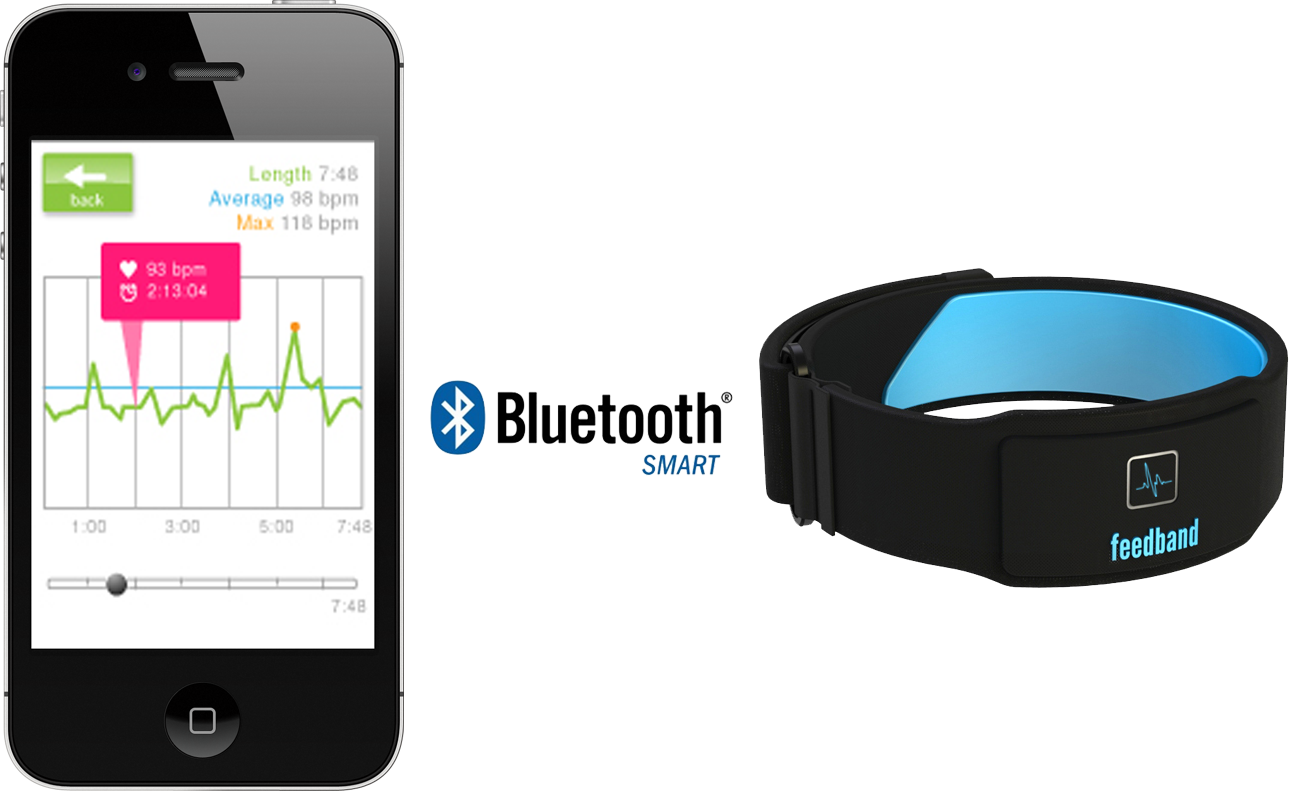 back
Length 7:48
Average 98 bpm
Max 118 bpm
93 bpm
2:13:04
1:00 3:00 5:00 7:48
7:48
Bluetooth®
SMART
feedband